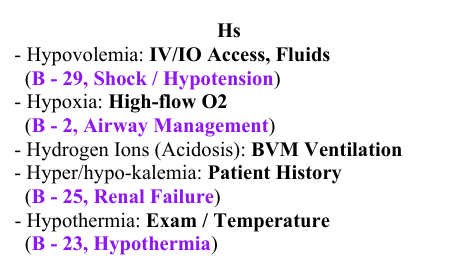 Hs
- Hypovolemia: IV/IO Access, Fluids
(B - 29, Shock / Hypotension)
- Hypoxia: High-flow O2
(B - 2, Airway Management)
- Hydrogen Ions (Acidosis): BVM Ventilation
- Hyper/hypo-kalemia: Patient History
(B - 25, Renal Failure)
- Hypothermia: Exam / Temperature
(B - 23, Hypothermia)